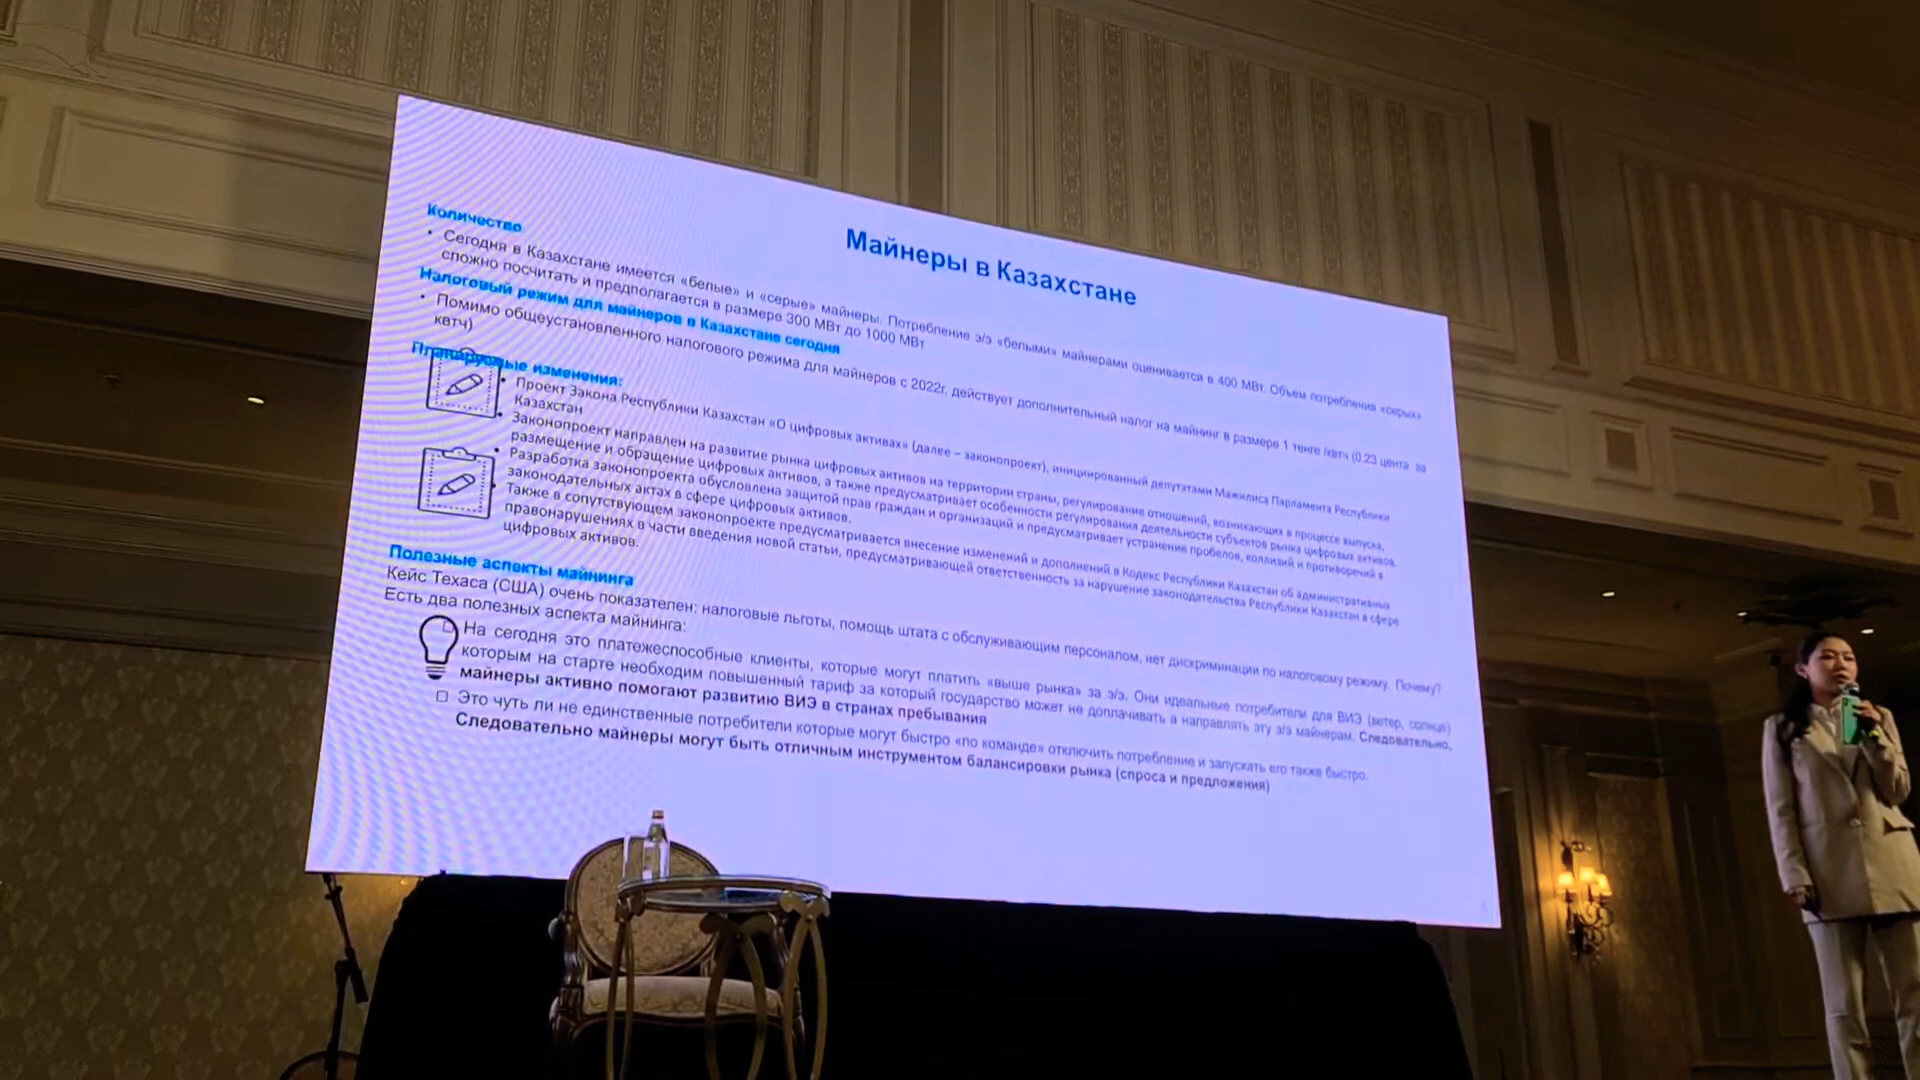 Майнеры в Казахстане
Количество
• Сегодня в Казахстане имеется «белые» и «серые» майнеры. Потребление э/э «белыми» майнерами оценивается в 400 МВт. Объем потребления «серых»
сложно посчитать и предполагается в размере 300 МВт до 1000 МВт
Налоговый режим для майнеров в Казахстане сегодня
• Помимо общеустановленного налогового режима для майнеров с 2022г. действует дополнительный налог на майнинг в размере 1 тенге /квтч (0.23 цента за
квтч)
Планируемые изменения:
• Проект Закона Республики Казахстан «О цифровых активах» (далее – законопроект), инициированный депутатами Мажилиса Парламента Республики
Казахстан
• Законопроект направлен на развитие рынка цифровых активов на территории страны, регулирование отношений, возникающих в процессе выпуска,
размещение и обращение цифровых активов, а также предусматривает особенности регулирования деятельности субъектов рынка цифровых активов.
• Разработка законопроекта обусловлена защитой прав граждан и организаций и предусматривает устранение пробелов, коллизий и противоречий в
законодательных актах в сфере цифровых активов.
• Также в сопутствующем законопроекте предусматривается внесение изменений и дополнений в Кодекс Республики Казахстан об административных
правонарушениях в части введения новой статьи, предусматривающей ответственность за нарушение законодательства Республики Казахстан в сфере
цифровых активов.
Полезные аспекты майнинга
Кейс Техаса (США) очень показателен: налоговые льготы, помощь штата с обслуживающим персоналом, нет дискриминации по налоговому режиму. Почему?
Есть два полезных аспекта майнинга:
На сегодня это платежеспособные клиенты, которые могут платить «выше рынка» за э/э. Они идеальные потребители для ВИЭ (ветер, солнце)
которым на старте необходим повышенный тариф за который государство может не доплачивать а направлять эту э/э майнерам. Следовательно,
майнеры активно помогают развитию ВИЭ в странах пребывания
□ Это чуть ли не единственные потребители которые могут быстро «по команде» отключить потребление и запускать его также быстро.
Следовательно майнеры могут быть отличным инструментом балансировки рынка (спроса и предложения)